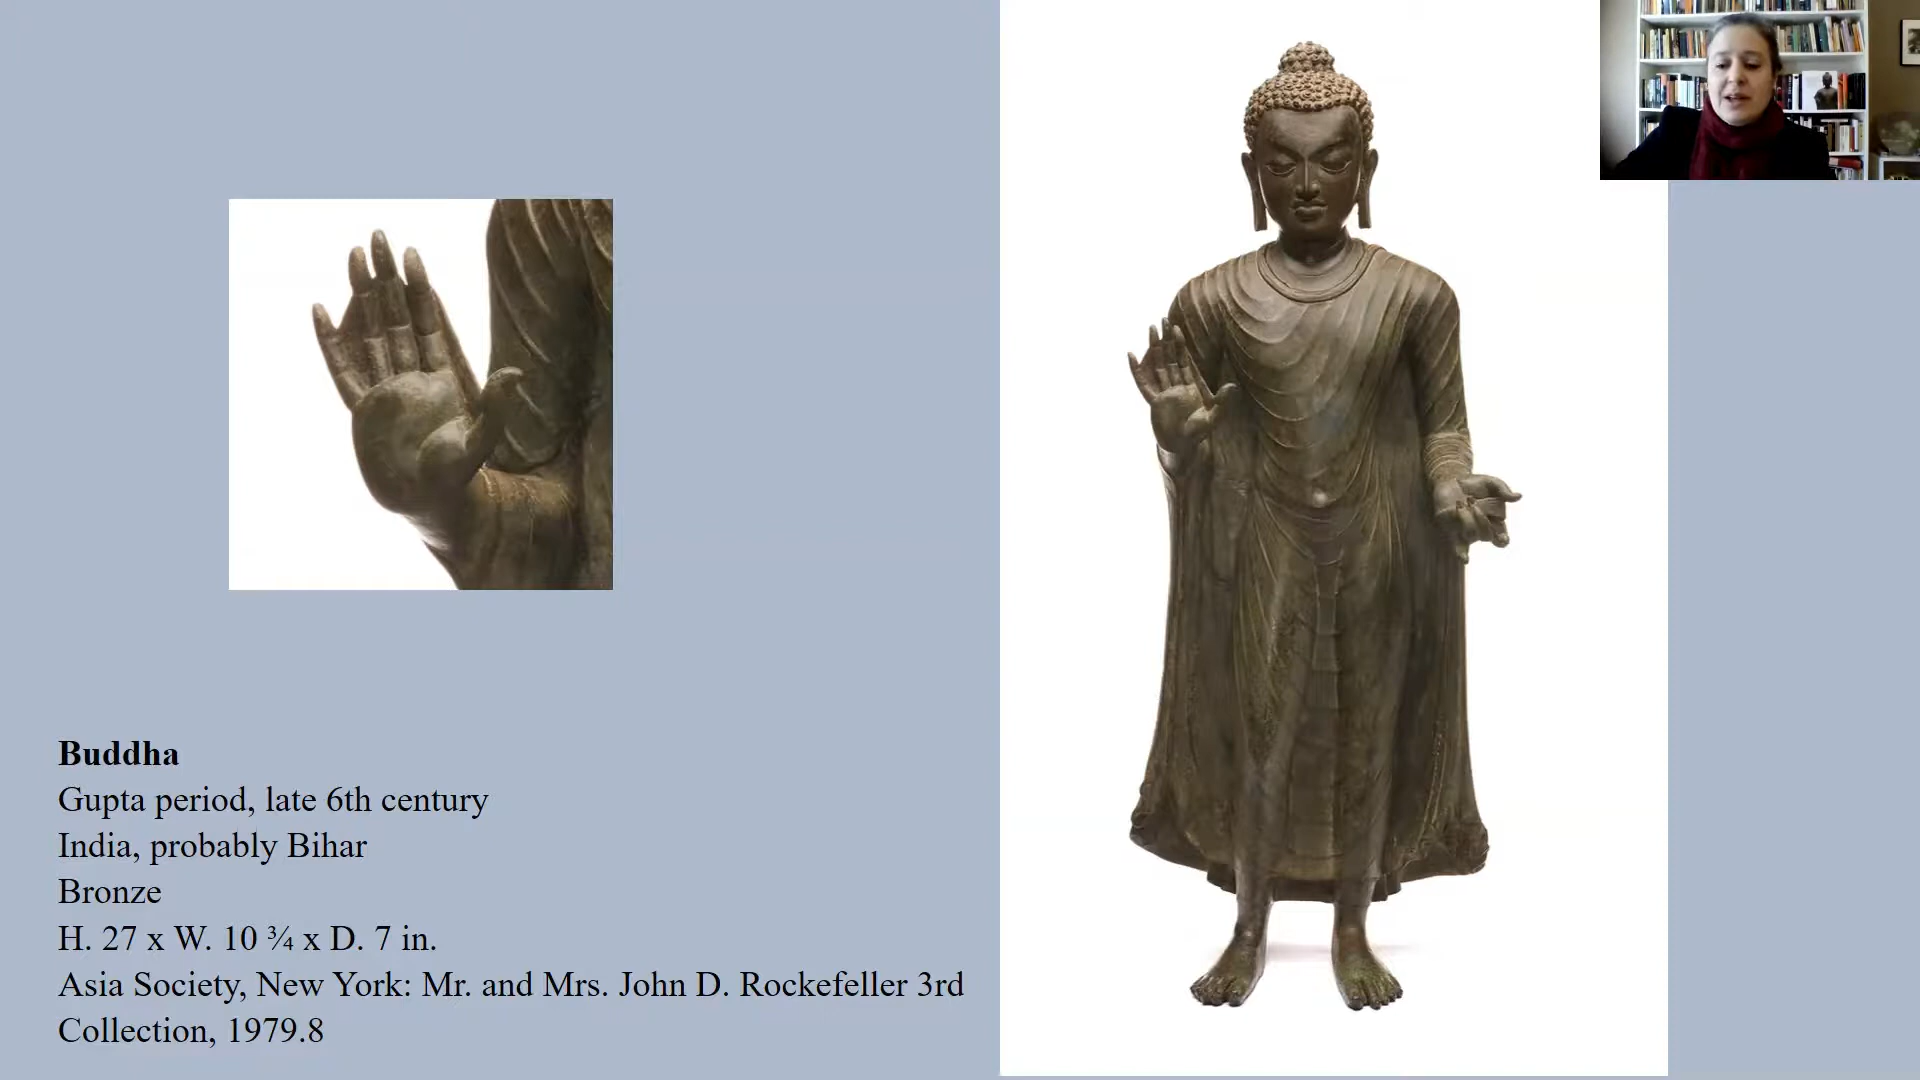 Buddha
Gupta period, late 6th century
India, probably Bihar
Bronze
H. 27 x W. 10 ¾ x D. 7 in.
Asia Society, New York: Mr. and Mrs. John D. Rockefeller 3rd
Collection, 1979.8